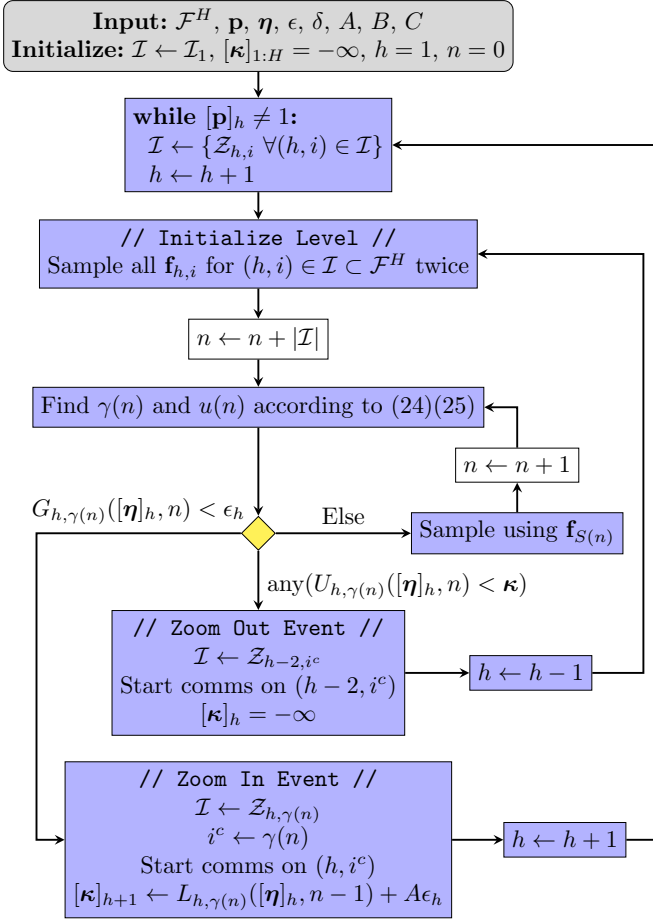 Input: ℱ^H, p, η, ϵ, δ, A, B, C
Initialize: ℐ ← ℐ₁, [κ]_{1:H} = −∞, h = 1, n = 0
while [p]_h ≠ 1:
ℐ ← {𝒵_{h,i} ∀(h, i) ∈ ℐ}
h ← h + 1
// Initialize Level //
Sample all f_{h,i} for (h, i) ∈ ℐ ⊂ ℱ^H twice
n ← n + |ℐ|
Find γ(n) and u(n) according to (24)(25)
n ← n + 1
G_{h,γ(n)}([η]_h, n) < ϵ_h
Else
Sample using f_{S(n)}
any(U_{h,γ(n)}([η]_h, n) < κ)
// Zoom Out Event //
ℐ ← 𝒵_{h−2,i^c}
Start comms on (h − 2, i^c)
[κ]_h = −∞
h ← h − 1
// Zoom In Event //
ℐ ← 𝒵_{h,γ(n)}
i^c ← γ(n)
Start comms on (h, i^c)
[κ]_{h+1} ← L_{h,γ(n)}([η]_h, n − 1) + Aϵ_h
h ← h + 1